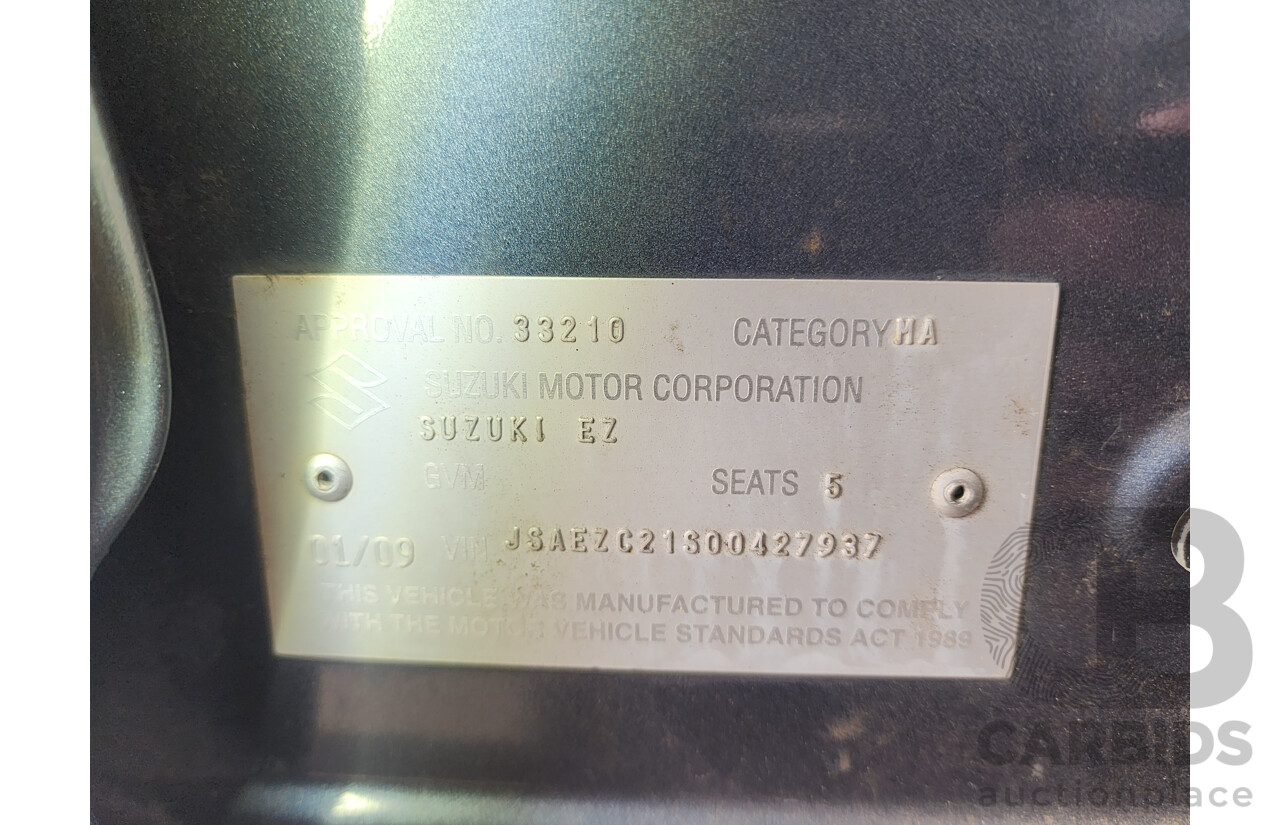 APPROVAL NO. 33210 CATEGORY MA
SUZUKI MOTOR CORPORATION
SUZUKI EZ
GVM SEATS 5
01/09 VIN JSAEZC21S00427937
THIS VEHICLE WAS MANUFACTURED TO COMPLY
WITH THE MOTOR VEHICLE STANDARDS ACT 1989
B
CARBIDS
auctionplace